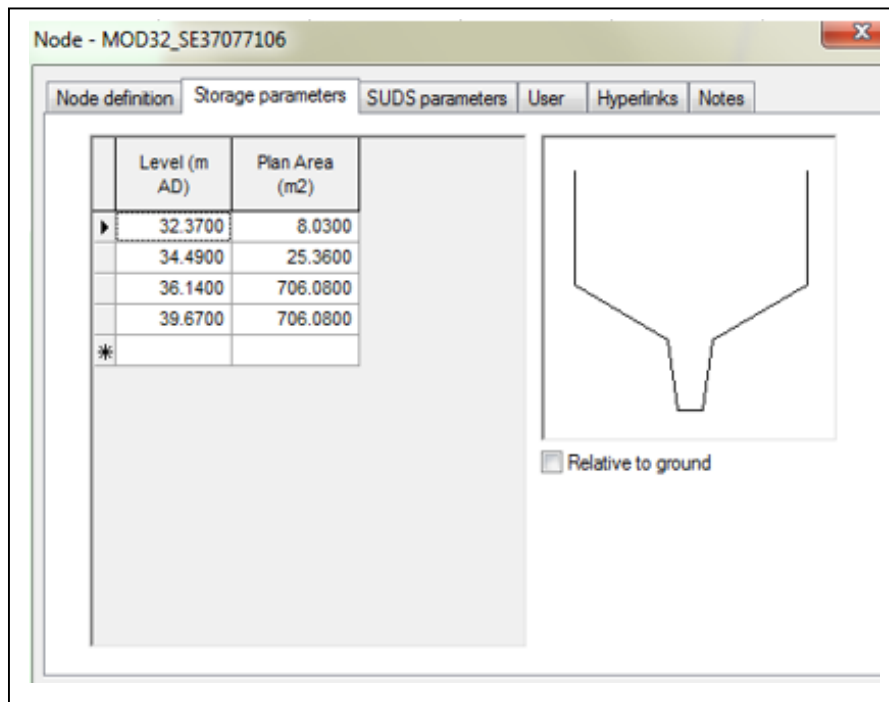 Node - MOD32_SE37077106
x
Node definition Storage parameters SUDS parameters User Hyperlinks Notes
Level (m AD) Plan Area (m2)
32.3700 8.0300
34.4900 25.3600
36.1400 706.0800
39.6700 706.0800
*
Relative to ground